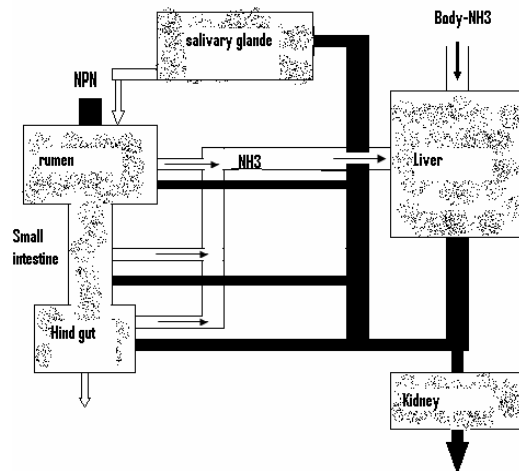 Body-NH3
salivary glande
NPN
rumen
NH3
Liver
Small
intestine
Hind gut
Kidney